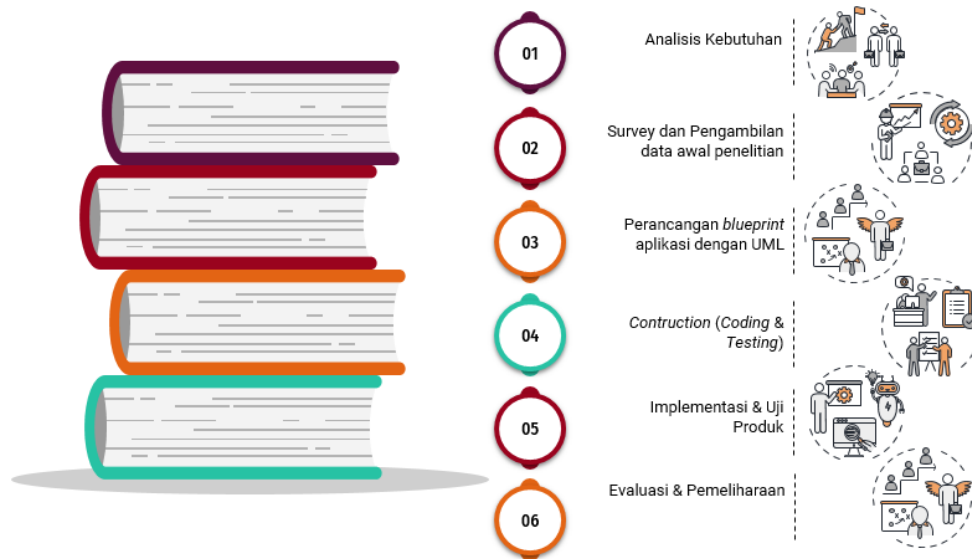 01
Analisis Kebutuhan
02
Survey dan Pengambilan
data awal penelitian
03
Perancangan blueprint
aplikasi dengan UML
04
Contruction (Coding &
Testing)
05
Implementasi & Uji
Produk
06
Evaluasi & Pemeliharaan